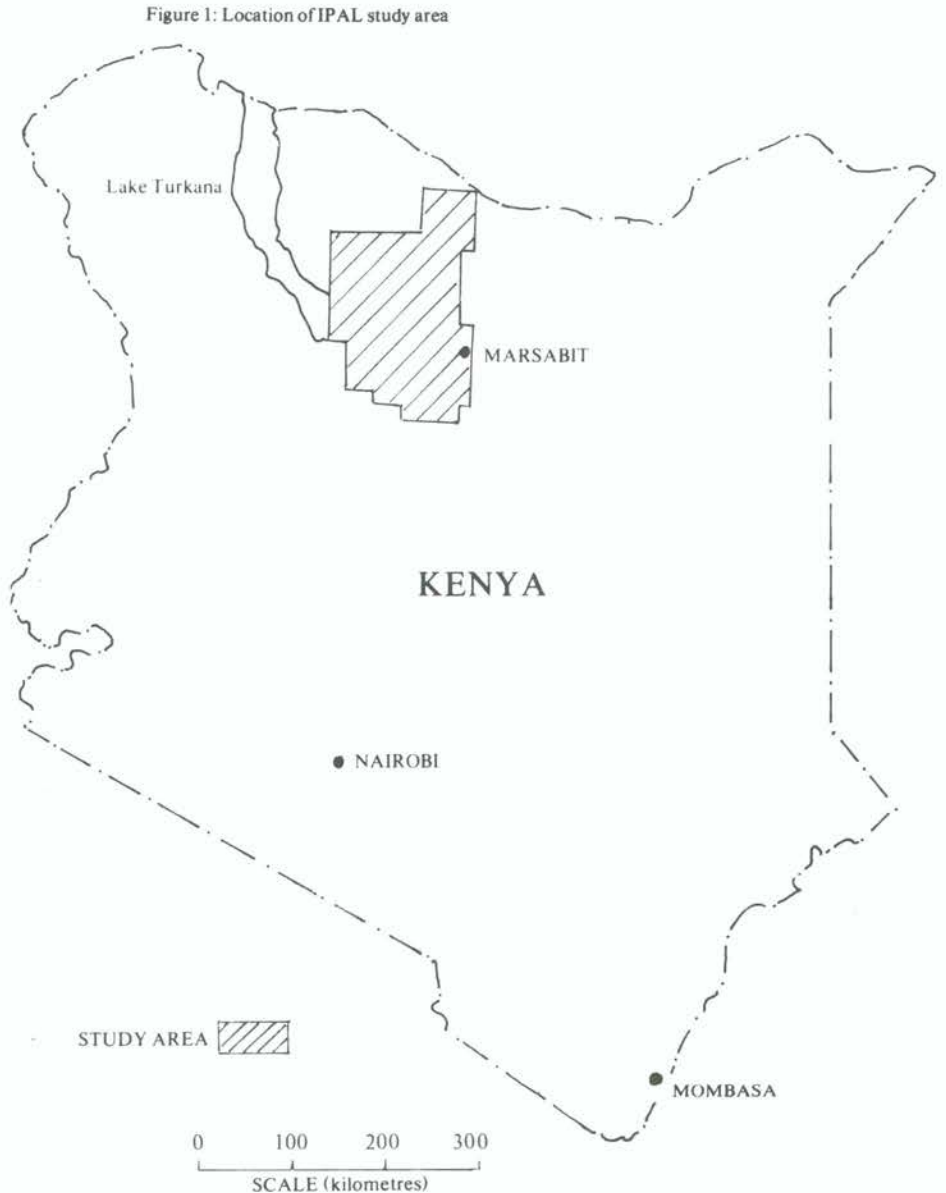 Figure 1: Location of IPAL study area
Lake Turkana
MARSABIT
KENYA
NAIROBI
STUDY AREA
MOMBASA
0 100 200 300
SCALE (kilometres)